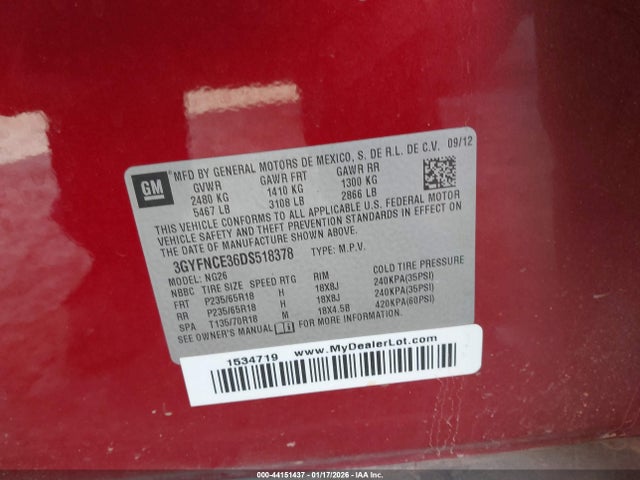 GM
MFD BY GENERAL MOTORS DE MEXICO, S. DE R.L. DE C.V. 09/12
GVWR GAWR FRT GAWR RR
2480 KG 1410 KG 1300 KG
5467 LB 3108 LB 2866 LB
THIS VEHICLE CONFORMS TO ALL APPLICABLE U.S. FEDERAL MOTOR
VEHICLE SAFETY AND THEFT PREVENTION STANDARDS IN EFFECT ON
THE DATE OF MANUFACTURE SHOWN ABOVE.
3GYFNCE36DS518378 TYPE: M.P.V.
MODEL: NG26
NBBC TIRE SIZE SPEED RTG RIM COLD TIRE PRESSURE
FRT P235/65R18 H 18X8J 240KPA(35PSI)
RR P235/65R18 H 18X8J 240KPA(35PSI)
SPA T135/70R18 M 18X4.5B 420KPA(60PSI)
SEE OWNER'S MANUAL FOR MORE INFORMATION.
1534719 www.MyDealerLot.com
000-44151437 - 01/17/2026 - IAA Inc.